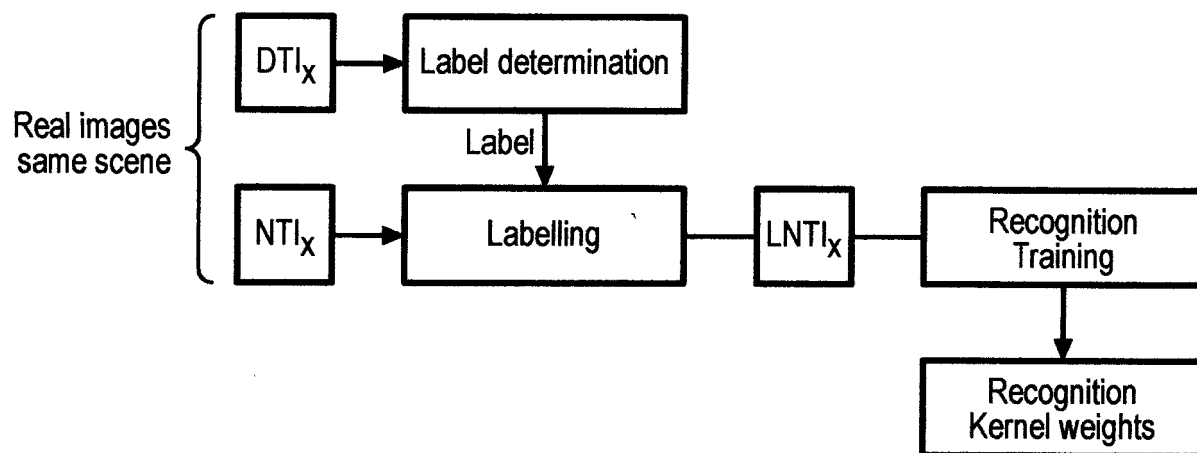 DTIx
Label determination
Real images
same scene
Label
NTIx
Labelling
LNTIx
Recognition
Training
Recognition
Kernel weights